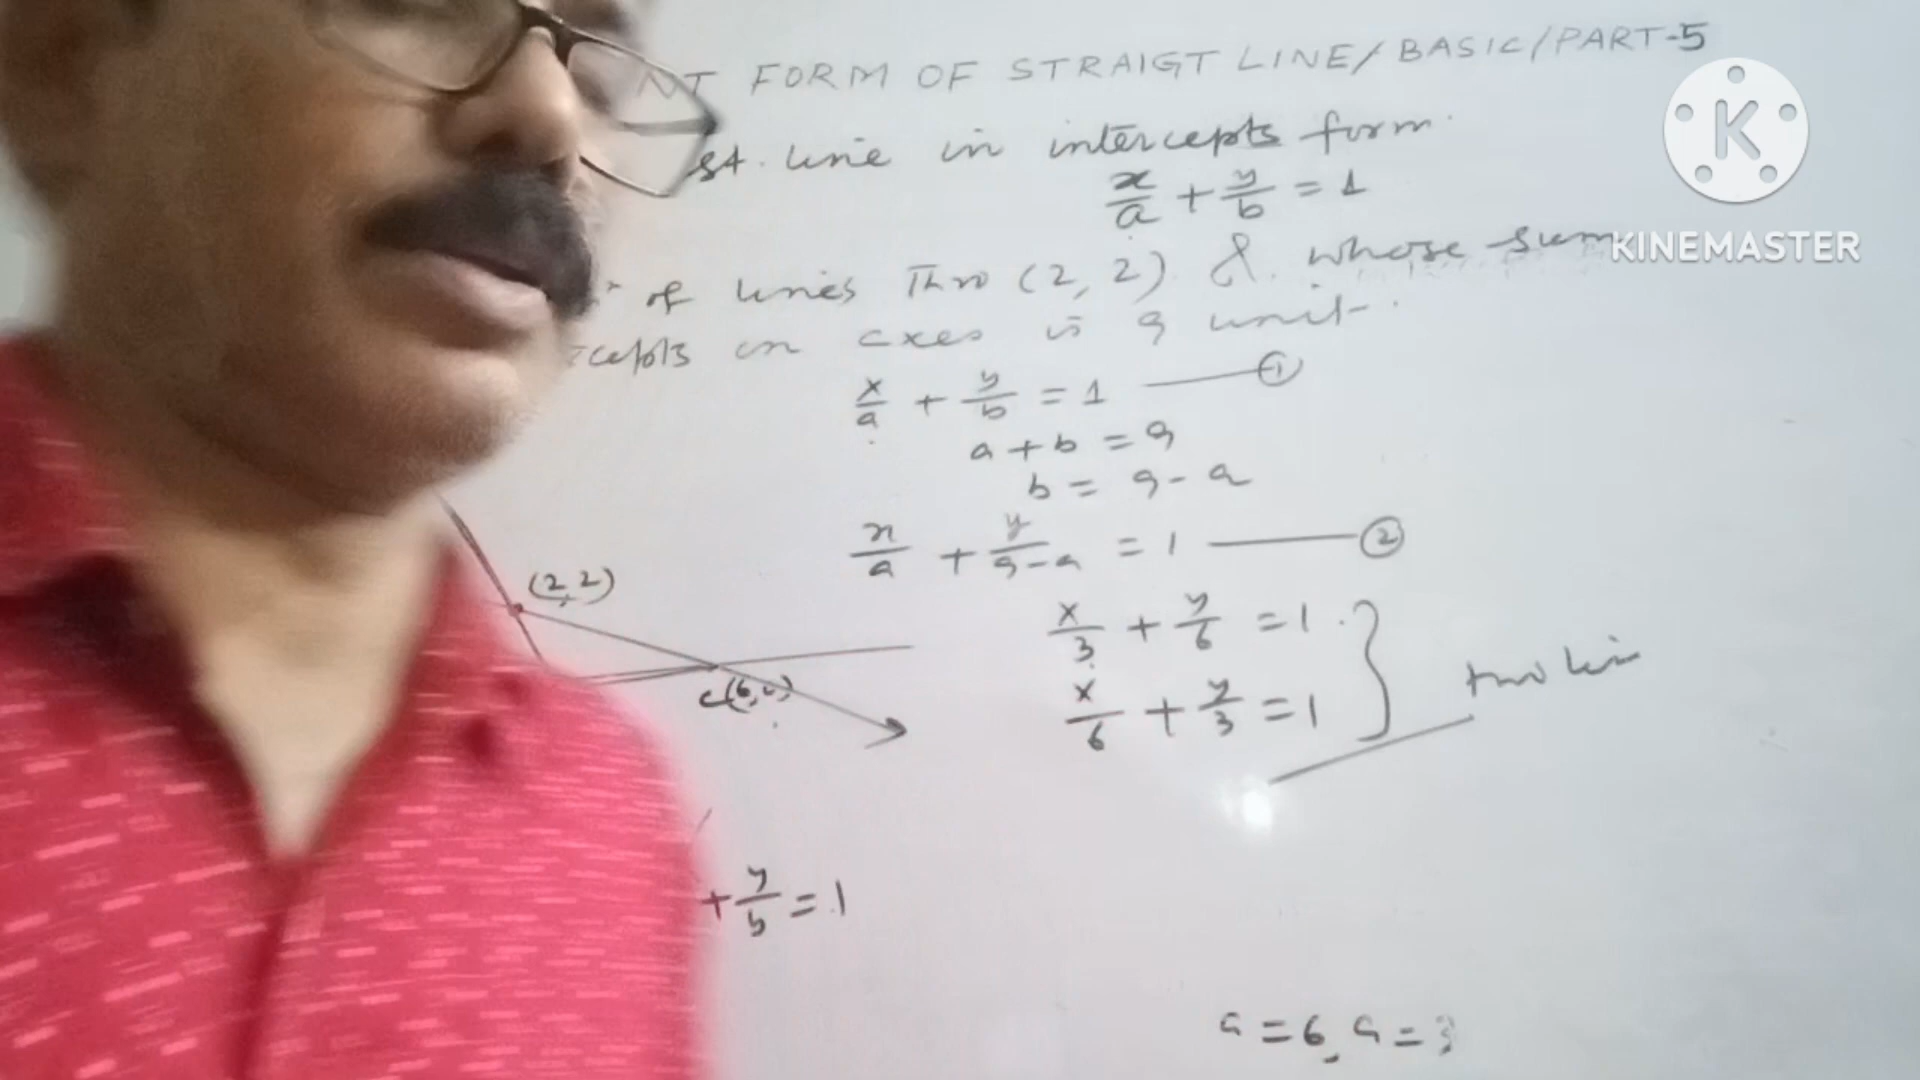 NT FORM OF STRAIGT LINE/BASIC/PART-5
st. line in intercepts form.
x/a + y/b = 1
of lines Thro (2, 2) & whose sum
cepts on axes is 9 unit.
x/a + y/b = 1 ——— ①
a + b = 9
b = 9 - a
x/a + y/9-a = 1 ——— ②
(2,2)
x/3 + y/6 = 1
x/6 + y/3 = 1
two line
C(6,0)
+ y/b = 1
a = 6, a = 3
K
KINEMASTER